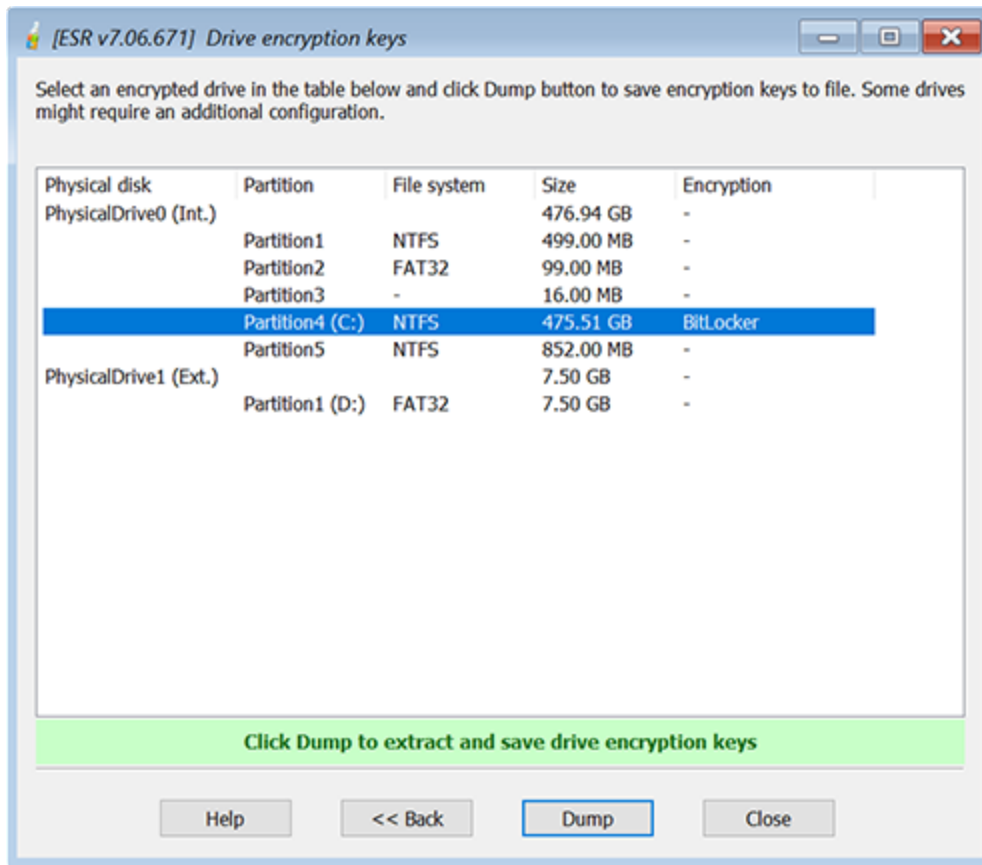 [ESR v7.06.671] Drive encryption keys
Select an encrypted drive in the table below and click Dump button to save encryption keys to file. Some drives
might require an additional configuration.
Physical disk Partition File system Size Encryption
PhysicalDrive0 (Int.) 476.94 GB -
Partition1 NTFS 499.00 MB -
Partition2 FAT32 99.00 MB -
Partition3 - 16.00 MB -
Partition4 (C:) NTFS 475.51 GB BitLocker
Partition5 NTFS 852.00 MB -
PhysicalDrive1 (Ext.) 7.50 GB -
Partition1 (D:) FAT32 7.50 GB -
Click Dump to extract and save drive encryption keys
Help << Back Dump Close